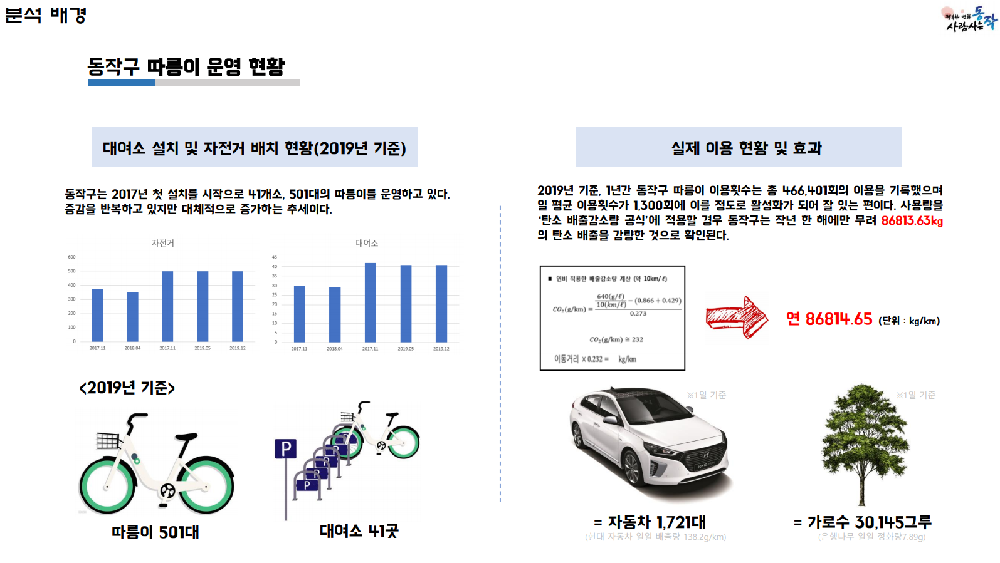 분석 배경
행복한 변화
사람사는 동작
동작구 따릉이 운영 현황
대여소 설치 및 자전거 배치 현황(2019년 기준)
동작구는 2017년 첫 설치를 시작으로 41개소, 501대의 따릉이를 운영하고 있다.
증감을 반복하고 있지만 대체적으로 증가하는 추세이다.
자전거
600
500
400
300
200
100
0
2017.11 2018.04 2017.11 2019.05 2019.12
대여소
45
40
35
30
25
20
15
10
5
0
2017.11 2018.04 2017.11 2019.05 2019.12
<2019년 기준>
P
P
P
P
P
따릉이 501대
대여소 41곳
실제 이용 현황 및 효과
2019년 기준, 1년간 동작구 따릉이 이용횟수는 총 466,401회의 이용을 기록했으며
일 평균 이용횟수가 1,300회에 이를 정도로 활성화가 되어 잘 있는 편이다. 사용량을
‘탄소 배출감소량 공식’에 적용할 경우 동작구는 작년 한 해에만 무려 86813.63kg
의 탄소 배출을 감량한 것으로 확인된다.
■ 연비 적용한 배출감소량 계산 (약 10km/ℓ)
640(g/ℓ)
10(km/ℓ) − (0.866 + 0.429)
CO₂(g/km) =
0.273
CO₂(g/km) ≅ 232
이동거리 x 0.232 = kg/km
연 86814.65 (단위 : kg/km)
※1일 기준
※1일 기준
= 자동차 1,721대
(현대 자동차 일일 배출량 138.2g/km)
= 가로수 30,145그루
(은행나무 일일 정화량7.89g)